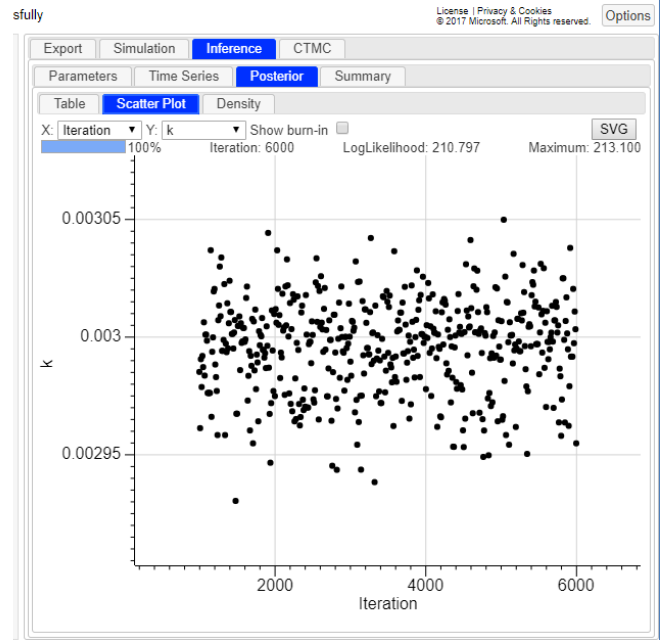 sfully
License | Privacy & Cookies
© 2017 Microsoft. All Rights reserved.
Options
Export Simulation Inference CTMC
Parameters Time Series Posterior Summary
Table Scatter Plot Density
X: Iteration Y: k Show burn-in SVG
100% Iteration: 6000 LogLikelihood: 210.797 Maximum: 213.100
0.00305
0.003
0.00295
k
2000 4000 6000
Iteration